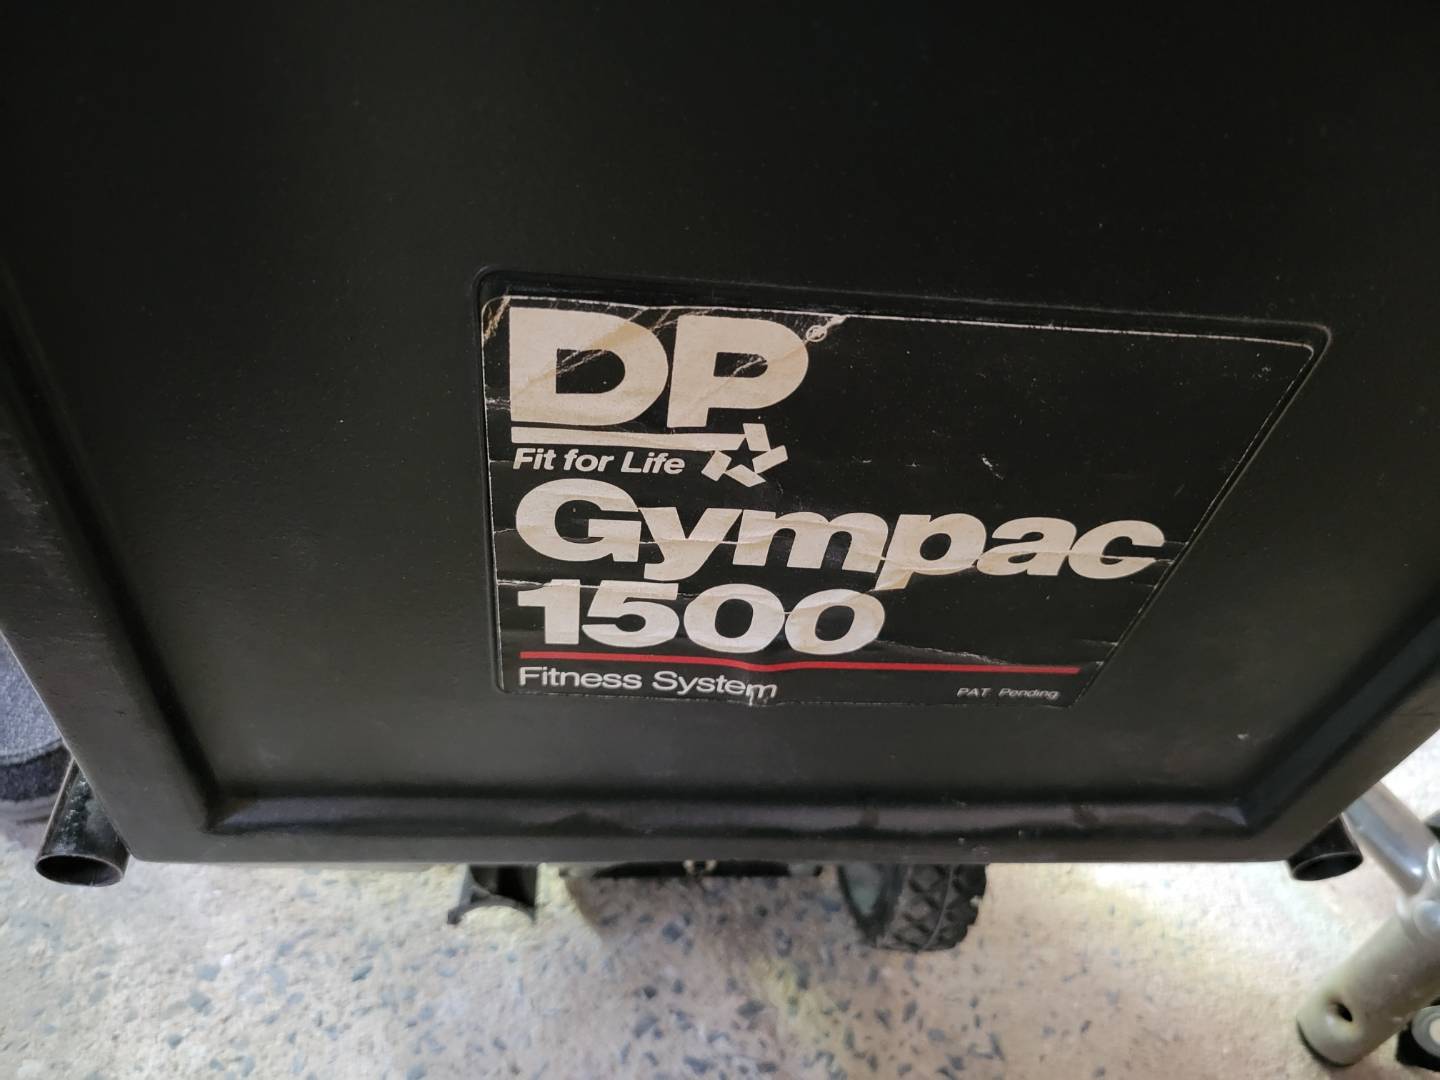 DP®
Fit for Life
Gympac
1500
Fitness System
PAT. Pending